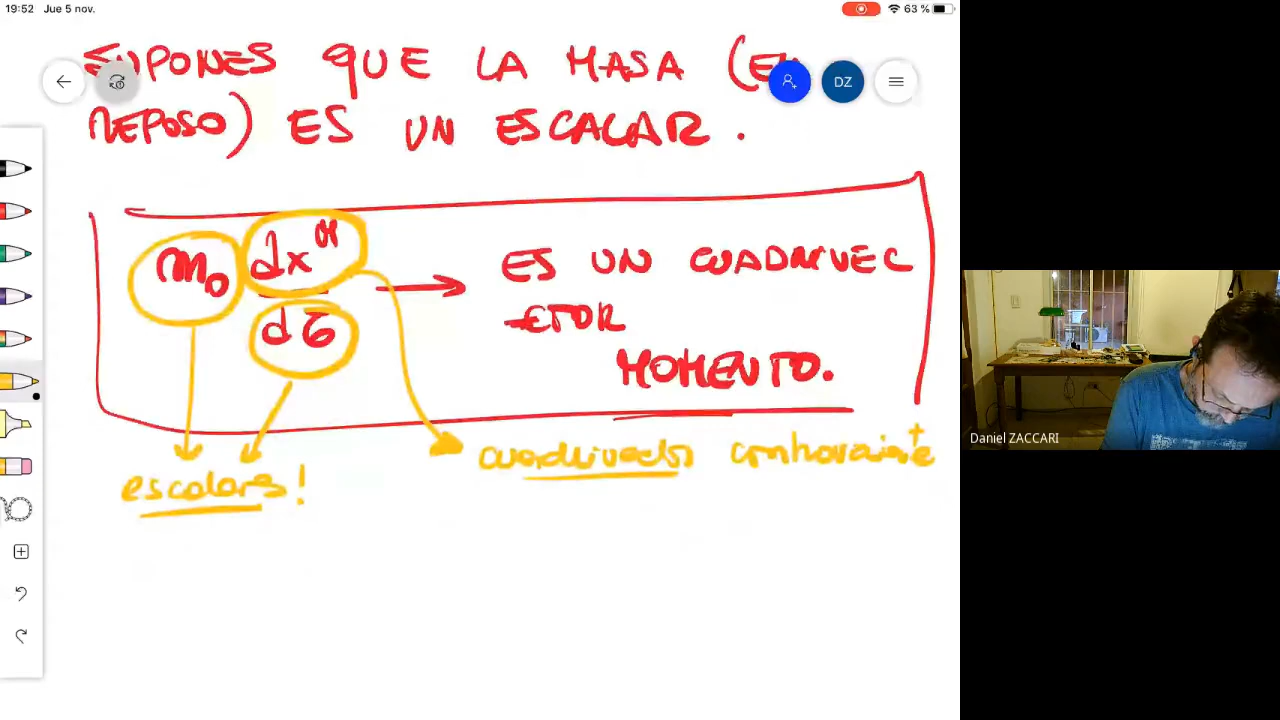 19:52 Jue 5 nov.
63 %
SUPONES QUE LA MASA (EN
REPOSO) ES UN ESCALAR.
DZ
m₀ dx^μ
dτ
ES UN CUADRIVEC
TOR
MOMENTO.
Daniel ZACCARI
cuadrivector contravariante
escalares!